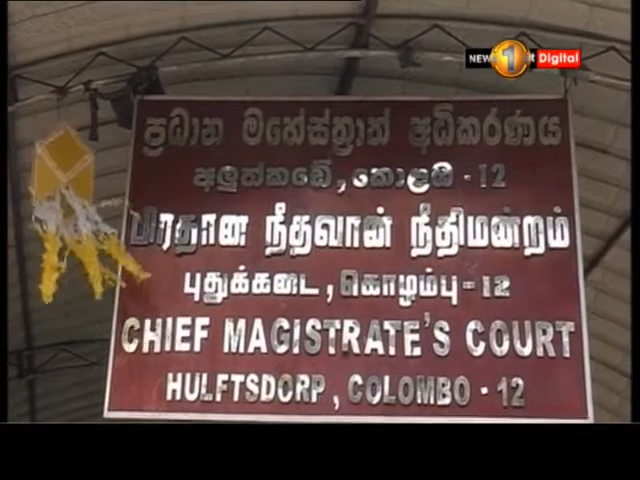 NEWS 1st Digital
ප්‍රධාන මහේස්ත්‍රාත් අධිකරණය
අලුත්කඩේ, කොළඹ - 12
பிரதான நீதவான் நீதிமன்றம்
புதுக்கடை, கொழும்பு - 12
CHIEF MAGISTRATE'S COURT
HULFTSDORP, COLOMBO - 12